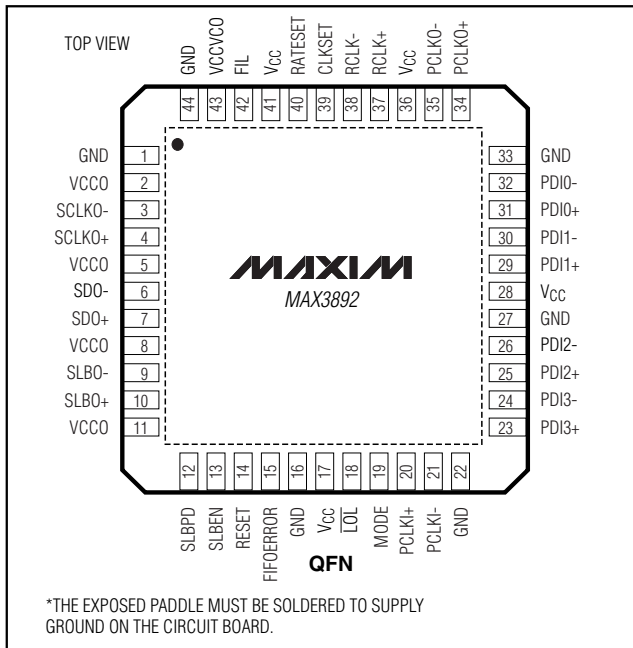 TOP VIEW
GND
VCCVCO
FIL
VCC
RATESET
CLKSET
RCLK-
RCLK+
VCC
PCLKO-
PCLKO+
44
43
42
41
40
39
38
37
36
35
34
GND 1
VCCO 2
SCLKO- 3
SCLKO+ 4
VCCO 5
SDO- 6
SDO+ 7
VCCO 8
SLBO- 9
SLBO+ 10
VCCO 11
MAXIM
MAX3892
33 GND
32 PDI0-
31 PDI0+
30 PDI1-
29 PDI1+
28 VCC
27 GND
26 PDI2-
25 PDI2+
24 PDI3-
23 PDI3+
12
13
14
15
16
17
18
19
20
21
22
SLBPD
SLBEN
RESET
FIFOERROR
GND
VCC
LOL
MODE
PCLKI+
PCLKI-
GND
QFN
*THE EXPOSED PADDLE MUST BE SOLDERED TO SUPPLY
GROUND ON THE CIRCUIT BOARD.